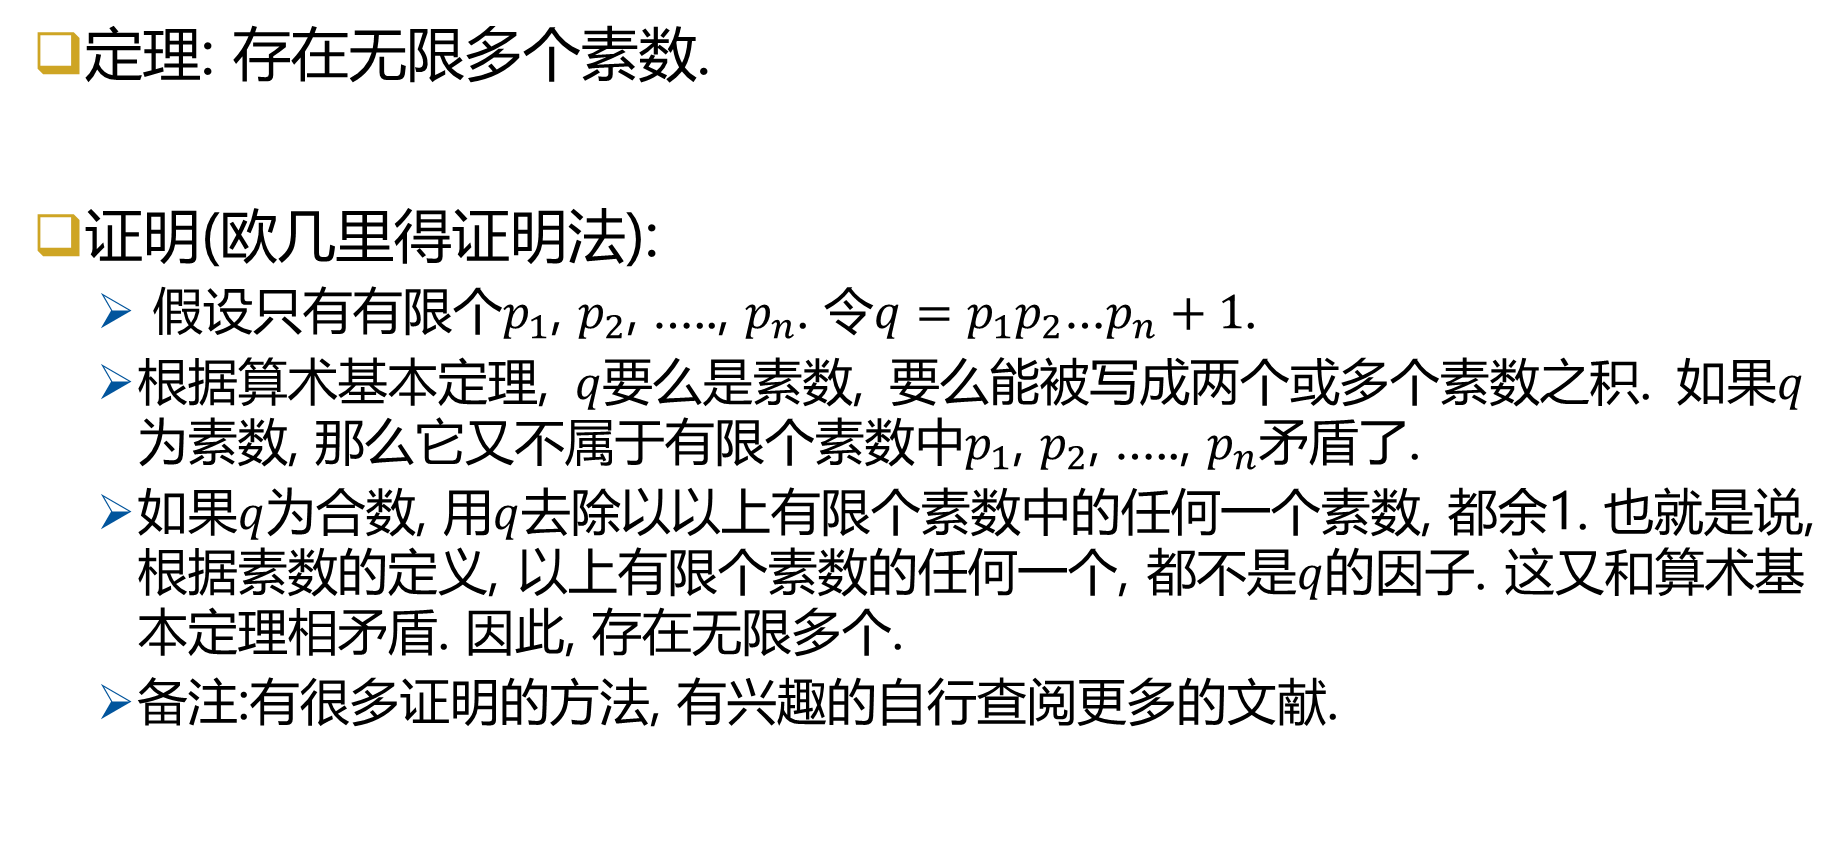 定理: 存在无限多个素数.
证明(欧几里得证明法):
假设只有有限个p₁, p₂, ....., pₙ. 令q = p₁p₂...pₙ + 1.
根据算术基本定理, q要么是素数, 要么能被写成两个或多个素数之积. 如果q
为素数, 那么它又不属于有限个素数中p₁, p₂, ....., pₙ矛盾了.
如果q为合数, 用q去除以以上有限个素数中的任何一个素数, 都余1. 也就是说,
根据素数的定义, 以上有限个素数的任何一个, 都不是q的因子. 这又和算术基
本定理相矛盾. 因此, 存在无限多个.
备注:有很多证明的方法, 有兴趣的自行查阅更多的文献.